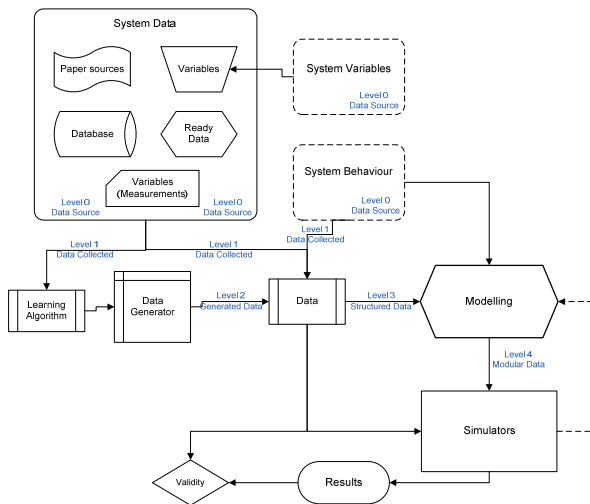 System Data
Paper sources
Variables
System Variables
Level 0
Data Source
Database
Ready
Data
Variables
(Measurements)
Level 0
Data Source
Level 0
Data Source
System Behaviour
Level 0
Data Source
Level 1
Data Collected
Level 1
Data Collected
Level 1
Data Collected
Learning
Algorithm
Data
Generator
Level 2
Generated Data
Data
Level 3
Structured Data
Modelling
Level 4
Modular Data
Simulators
Validity
Results